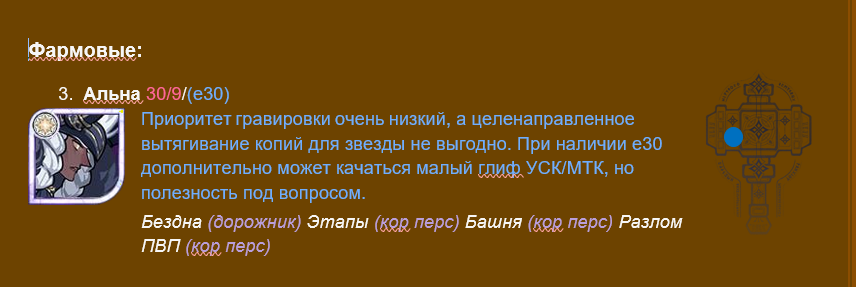 Фармовые:
3. Альна 30/9/(е30)
Приоритет гравировки очень низкий, а целенаправленное
вытягивание копий для звезды не выгодно. При наличии е30
дополнительно может качаться малый глиф УСК/МТК, но
полезность под вопросом.
Бездна (дорожник) Этапы (кор перс) Башня (кор перс) Разлом
ПВП (кор перс)